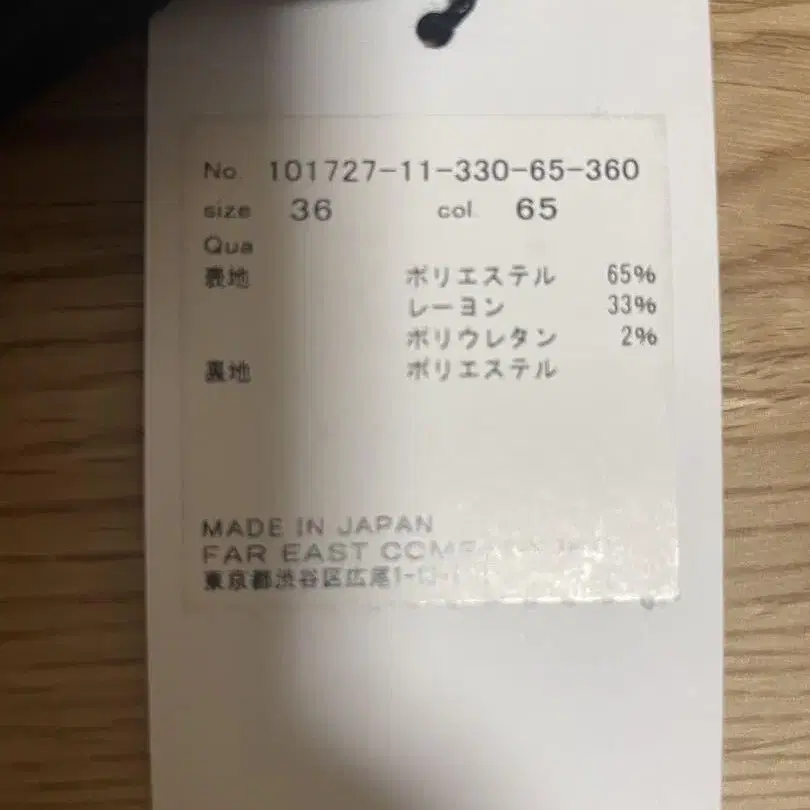 No. 101727-11-330-65-360
size 36 col. 65
Qua
表地 ポリエステル 65%
レーヨン 33%
ポリウレタン 2%
裏地 ポリエステル
MADE IN JAPAN
FAR EAST
東京都渋谷区広尾